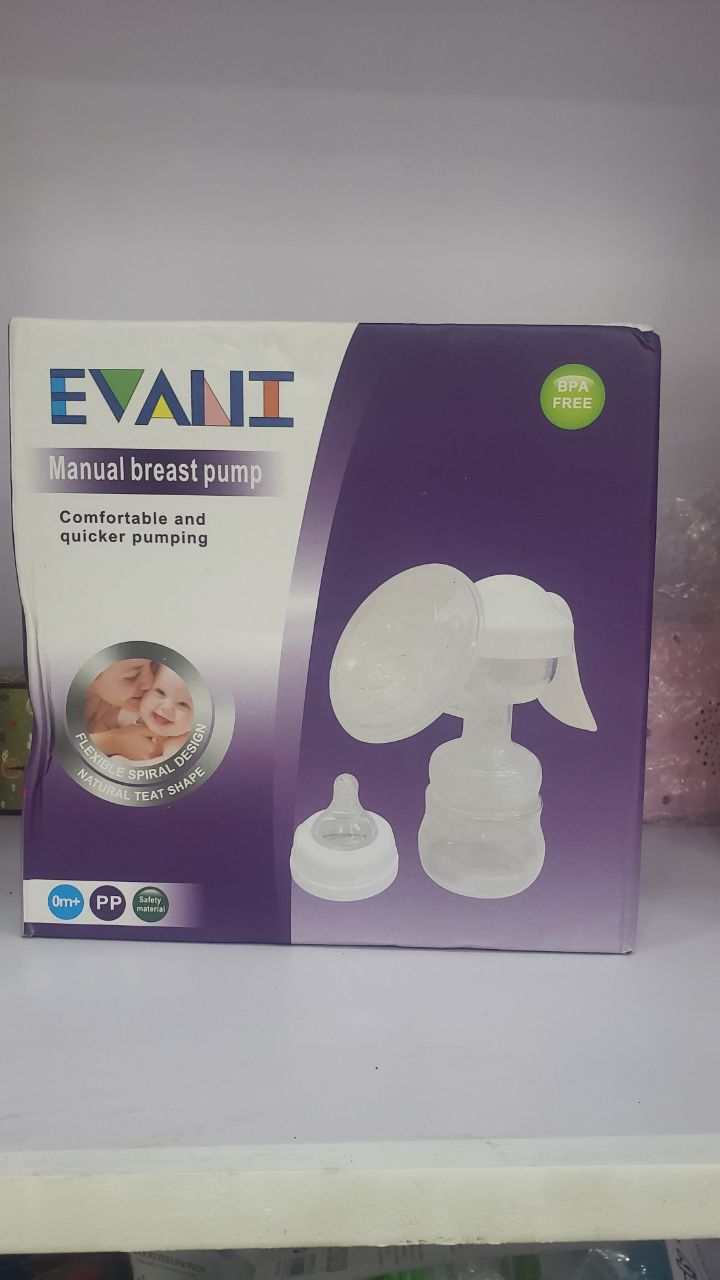 EVANI
BPA
FREE
Manual breast pump
Comfortable and
quicker pumping
FLEXIBLE SPIRAL DESIGN
NATURAL TEAT SHAPE
0m+
PP
Safety
material